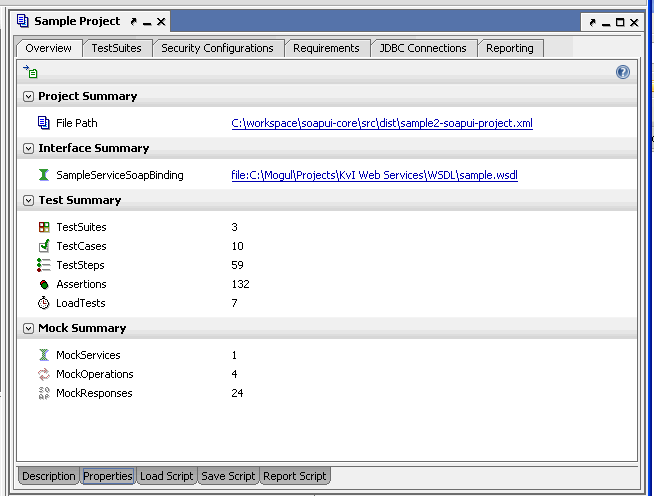 Sample Project
Overview TestSuites Security Configurations Requirements JDBC Connections Reporting
Project Summary
File Path C:\workspace\soapui-core\src\dist\sample2-soapui-project.xml
Interface Summary
SampleServiceSoapBinding file:C:\Mogul\Projects\KvI Web Services\WSDL\sample.wsdl
Test Summary
TestSuites 3
TestCases 10
TestSteps 59
Assertions 132
LoadTests 7
Mock Summary
MockServices 1
MockOperations 4
MockResponses 24
Description Properties Load Script Save Script Report Script